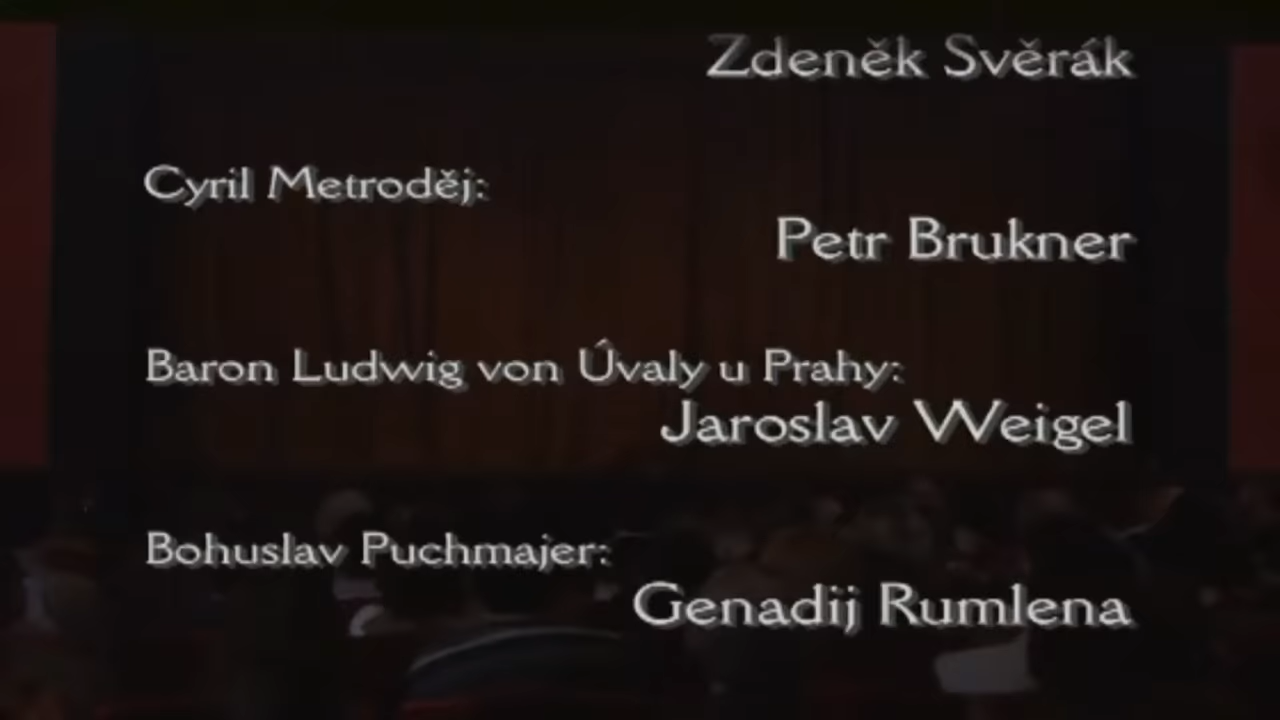 Zdeněk Svěrák
Cyril Metroděj:
Petr Brukner
Baron Ludwig von Úvaly u Prahy:
Jaroslav Weigel
Bohuslav Puchmajer:
Genadij Rumlena